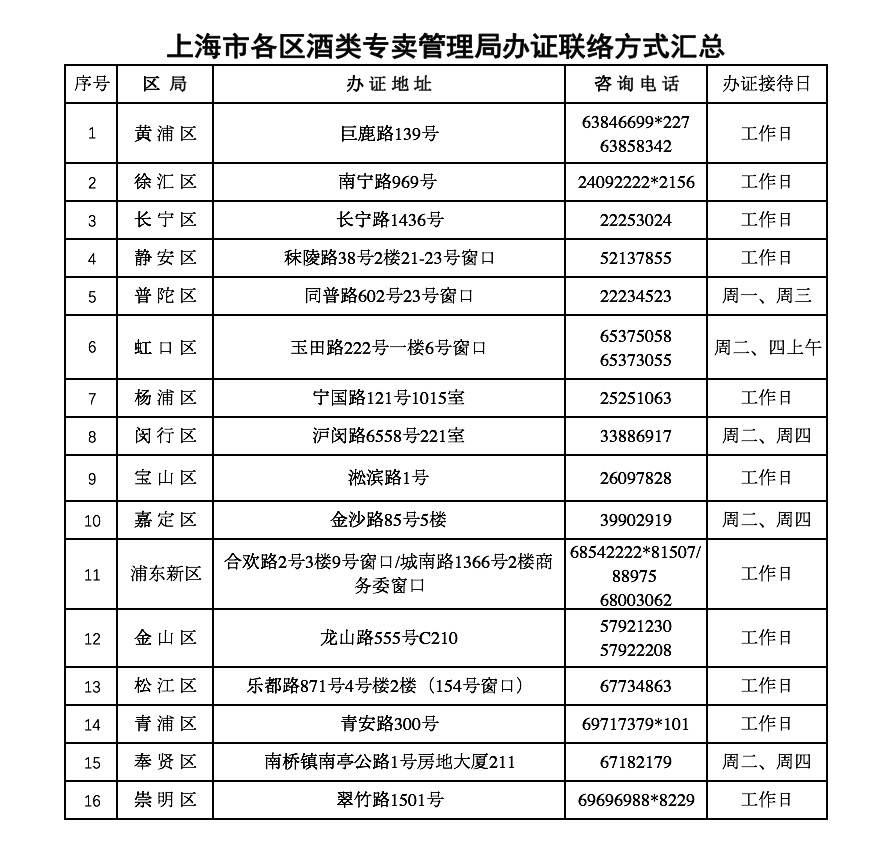 上海市各区酒类专卖管理局办证联络方式汇总
序号 区局 办证地址 咨询电话 办证接待日
1 黄浦区 巨鹿路139号 63846699*227 工作日
63858342
2 徐汇区 南宁路969号 24092222*2156 工作日
3 长宁区 长宁路1436号 22253024 工作日
4 静安区 秣陵路38号2楼21-23号窗口 52137855 工作日
5 普陀区 同普路602号23号窗口 22234523 周一、周三
6 虹口区 玉田路222号一楼6号窗口 65375058 周二、四上午
65373055
7 杨浦区 宁国路121号1015室 25251063 工作日
8 闵行区 沪闵路6558号221室 33886917 周二、周四
9 宝山区 淞滨路1号 26097828 工作日
10 嘉定区 金沙路85号5楼 39902919 周二、周四
11 浦东新区 合欢路2号3楼9号窗口/城南路1366号2楼商 68542222*81507/ 工作日
务委窗口 88975
68003062
12 金山区 龙山路555号C210 57921230 工作日
57922208
13 松江区 乐都路871号4号楼2楼（154号窗口） 67734863 工作日
14 青浦区 青安路300号 69717379*101 工作日
15 奉贤区 南桥镇南亭公路1号房地大厦211 67182179 周二、周四
16 崇明区 翠竹路1501号 69696988*8229 工作日